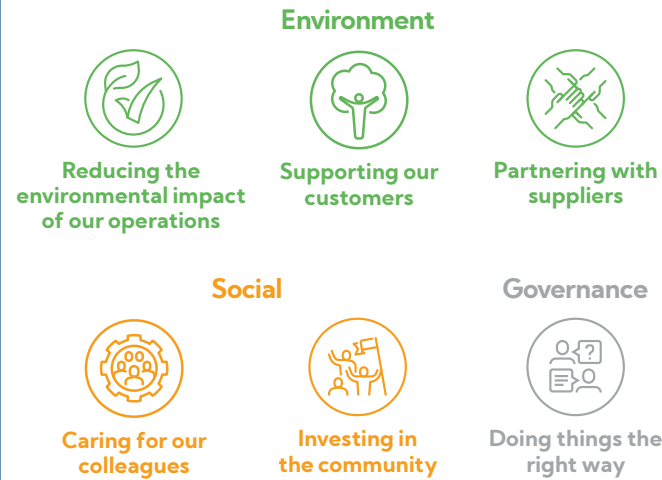 Environment
Reducing the
environmental impact
of our operations
Supporting our
customers
Partnering with
suppliers
Social
Governance
?
Caring for our
colleagues
Investing in
the community
Doing things the
right way